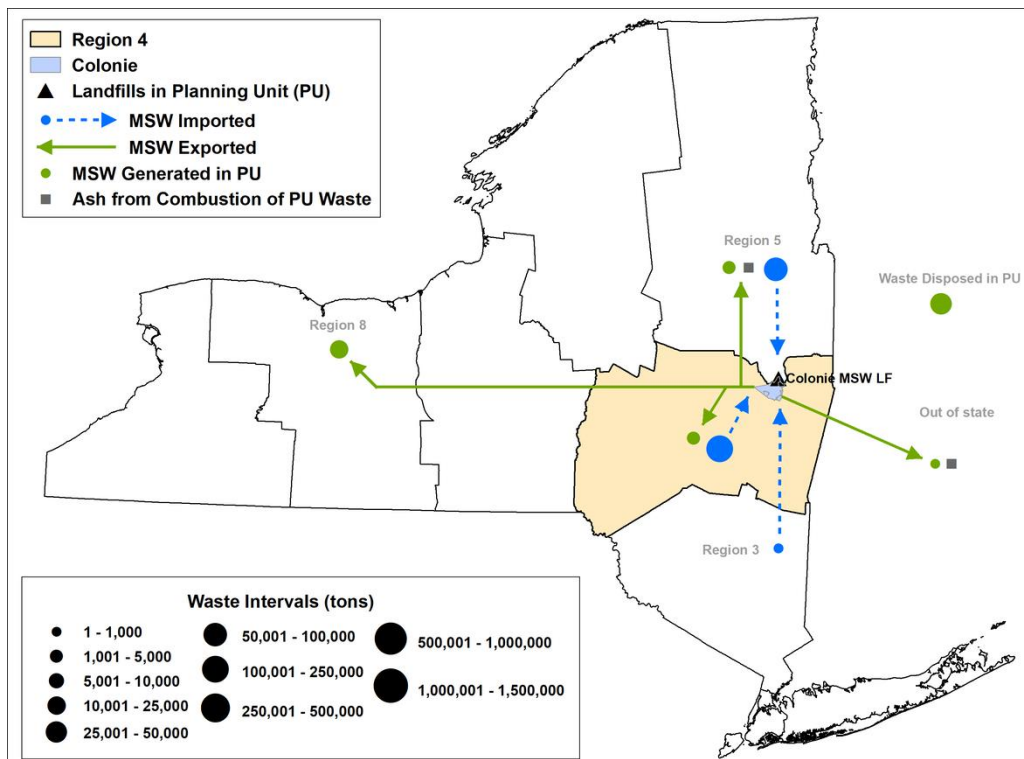 Region 4
Colonie
Landfills in Planning Unit (PU)
MSW Imported
MSW Exported
MSW Generated in PU
Ash from Combustion of PU Waste
Region 5
Waste Disposed in PU
Region 8
Colonie MSW LF
Out of state
Region 3
Waste Intervals (tons)
1 - 1,000
1,001 - 5,000
5,001 - 10,000
10,001 - 25,000
25,001 - 50,000
50,001 - 100,000
100,001 - 250,000
250,001 - 500,000
500,001 - 1,000,000
1,000,001 - 1,500,000